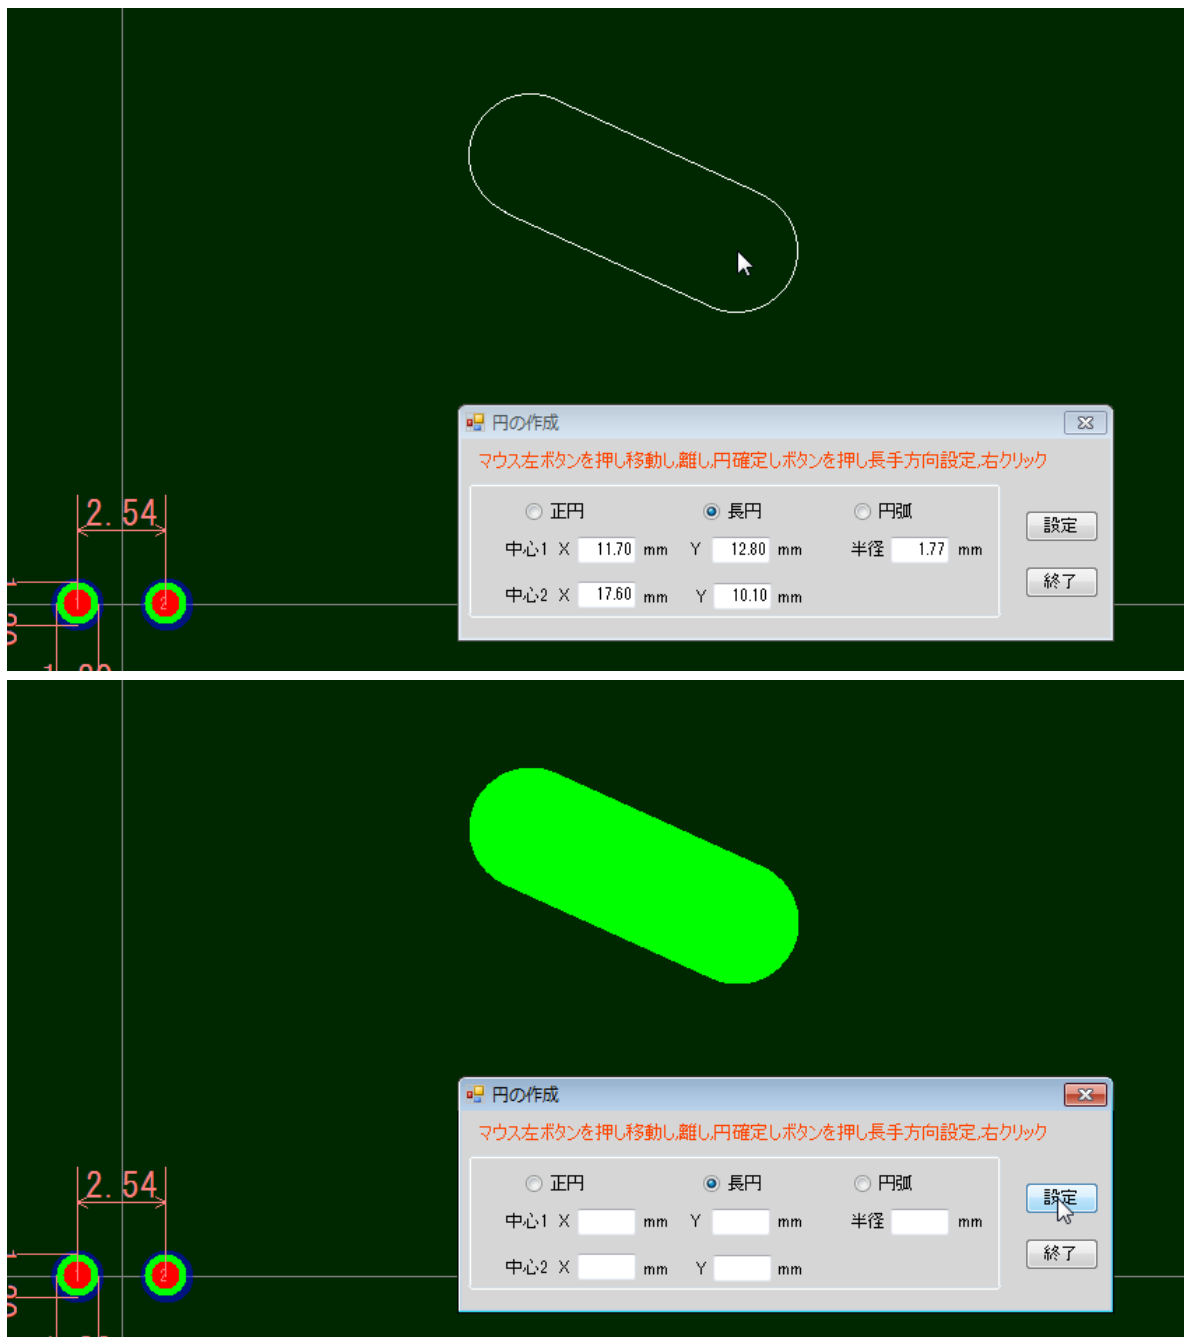 円の作成
マウス左ボタンを押し移動し,離し,円確定しボタンを押し長手方向設定,右クリック
2.54
正円 長円 円弧
設定
中心1 X 11.70 mm Y 12.80 mm 半径 1.77 mm
終了
中心2 X 17.60 mm Y 10.10 mm
1 2
円の作成
マウス左ボタンを押し移動し,離し,円確定しボタンを押し長手方向設定,右クリック
2.54
正円 長円 円弧
設定
中心1 X mm Y mm 半径 mm
終了
中心2 X mm Y mm
1 2